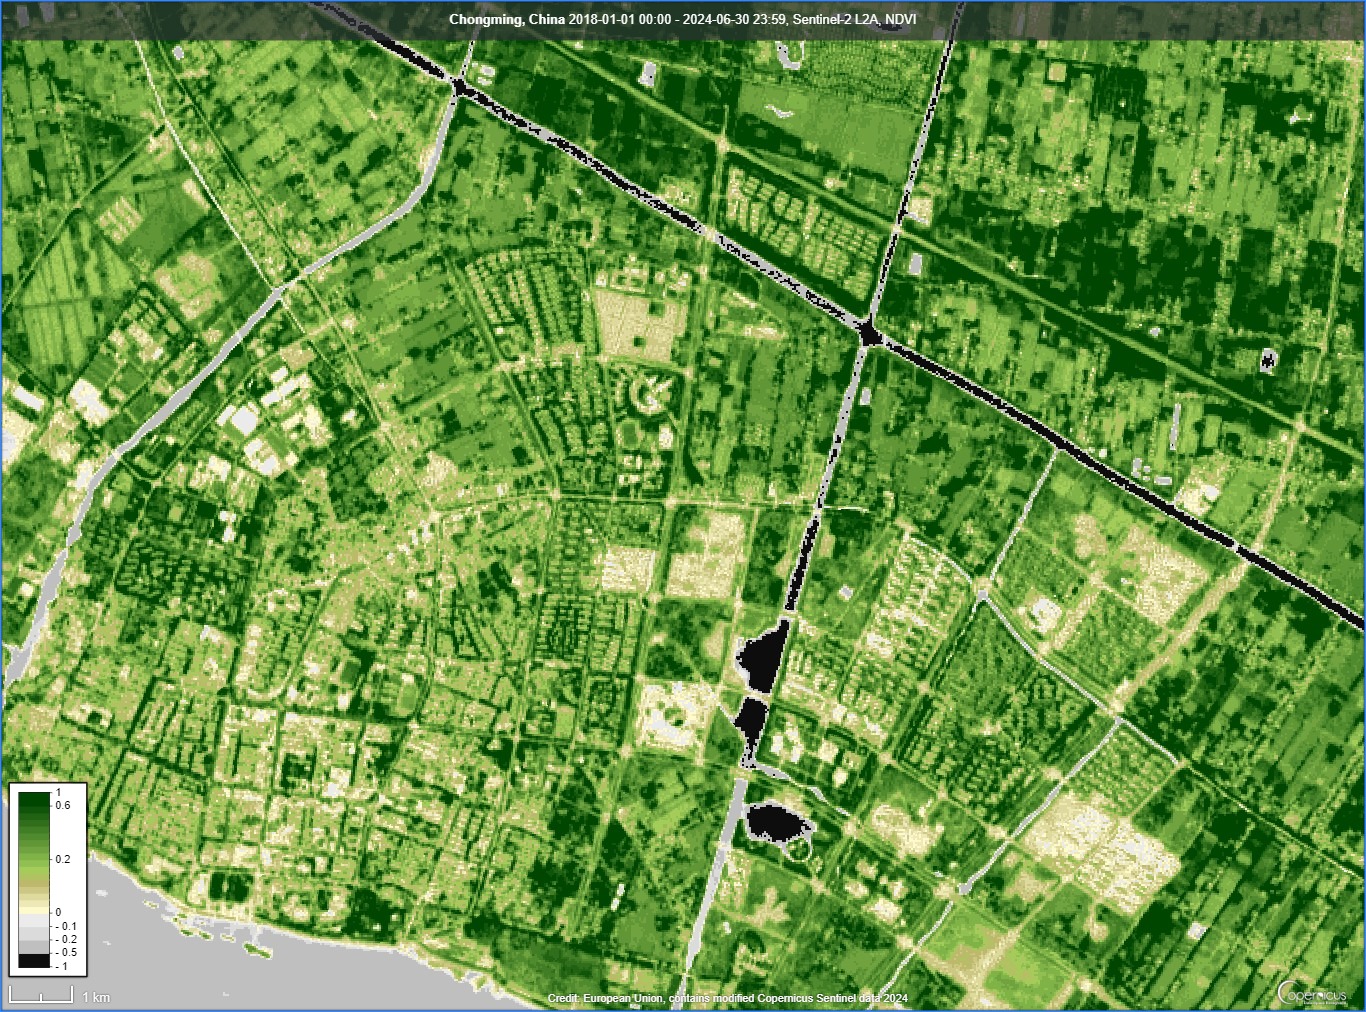 Chongming, China 2018-01-01 00:00 - 2024-06-30 23:59, Sentinel-2 L2A, NDVI
1
0.6
0.2
0
- 0.1
- 0.2
- 0.5
- 1
1 km
Credit: European Union, contains modified Copernicus Sentinel data 2024
opernicus